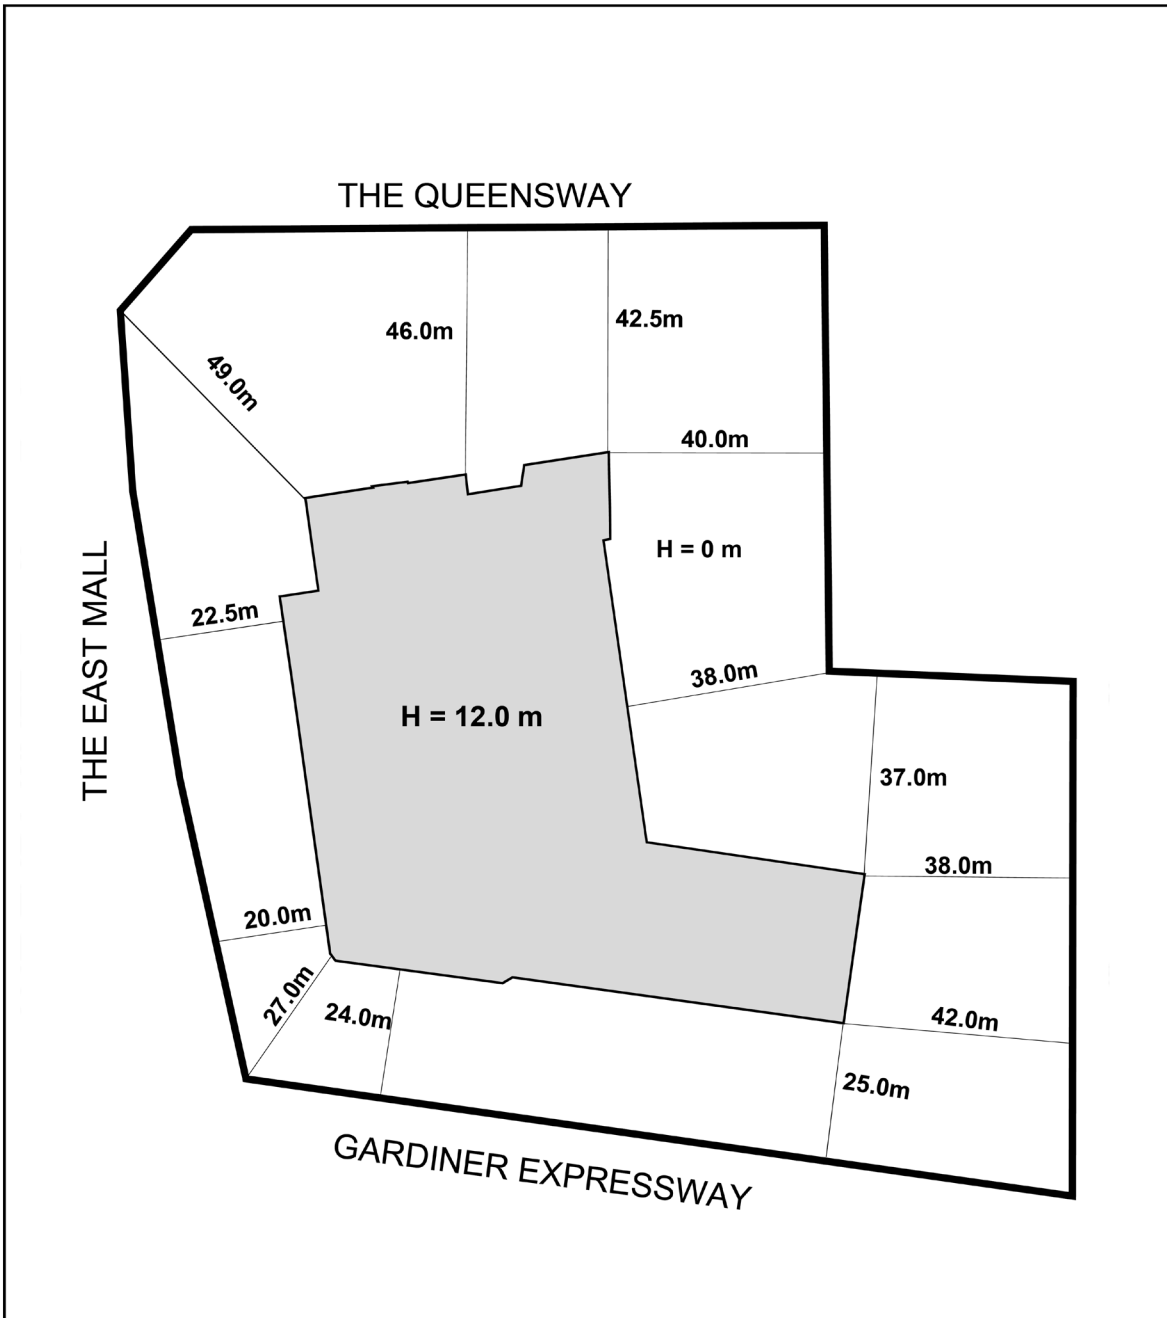 THE QUEENSWAY
46.0m
42.5m
49.0m
40.0m
H = 0 m
THE EAST MALL
22.5m
38.0m
H = 12.0 m
37.0m
38.0m
20.0m
27.0m
24.0m
42.0m
25.0m
GARDINER EXPRESSWAY